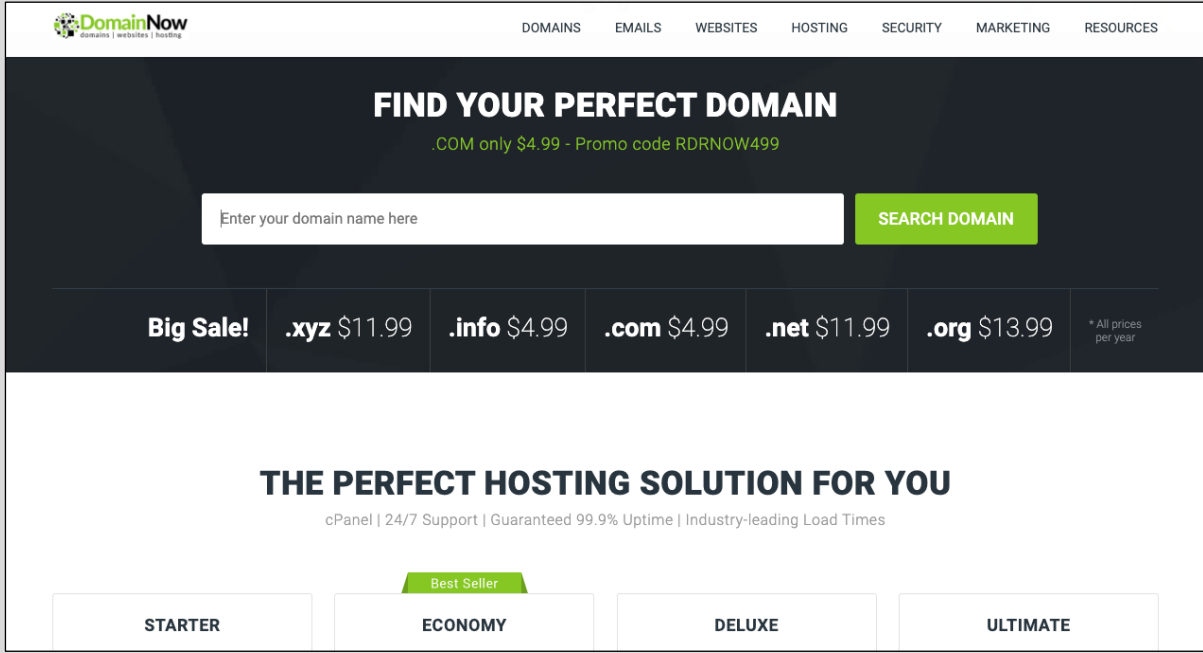 DomainNow
domains | websites | hosting
DOMAINS EMAILS WEBSITES HOSTING SECURITY MARKETING RESOURCES
FIND YOUR PERFECT DOMAIN
.COM only $4.99 - Promo code RDRNOW499
Enter your domain name here
SEARCH DOMAIN
Big Sale! .xyz $11.99 .info $4.99 .com $4.99 .net $11.99 .org $13.99
* All prices
per year
THE PERFECT HOSTING SOLUTION FOR YOU
cPanel | 24/7 Support | Guaranteed 99.9% Uptime | Industry-leading Load Times
Best Seller
STARTER ECONOMY DELUXE ULTIMATE